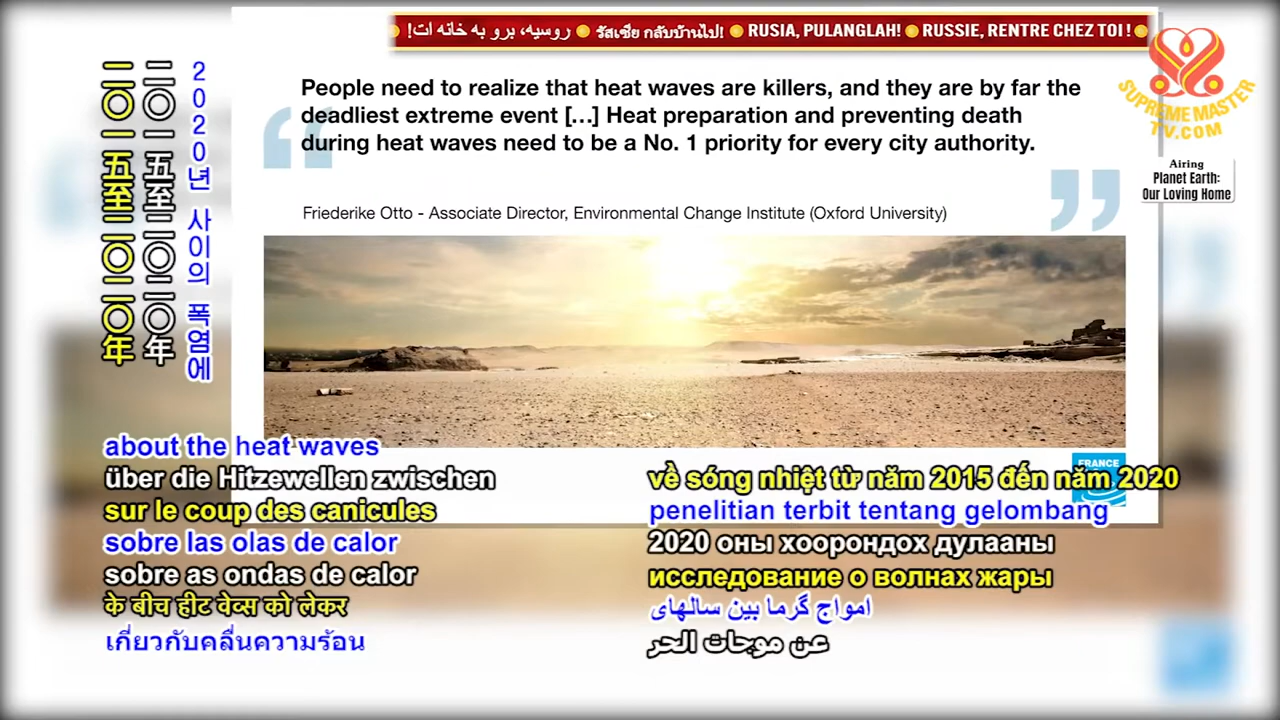 روسیه، برو به خانه ات! รัสเซีย กลับบ้านไป! RUSIA, PULANGLAH! RUSSIE, RENTRE CHEZ TOI !
SUPREME MASTER
TV.COM
Airing
Planet Earth:
Our Loving Home
People need to realize that heat waves are killers, and they are by far the
deadliest extreme event [...] Heat preparation and preventing death
during heat waves need to be a No. 1 priority for every city authority.
Friederike Otto - Associate Director, Environmental Change Institute (Oxford University)
FRANCE
二〇一五至二〇二〇年
二〇一五至二〇二〇年
2020년 사이의 폭염에
about the heat waves
über die Hitzewellen zwischen
sur le coup des canicules
sobre las olas de calor
sobre as ondas de calor
के बीच हीट वेव्स को लेकर
เกี่ยวกับคลื่นความร้อน
về sóng nhiệt từ năm 2015 đến năm 2020
penelitian terbit tentang gelombang
2020 оны хоорондох дулааны
исследование о волнах жары
امواج گرما بین سالهای
عن موجات الحر